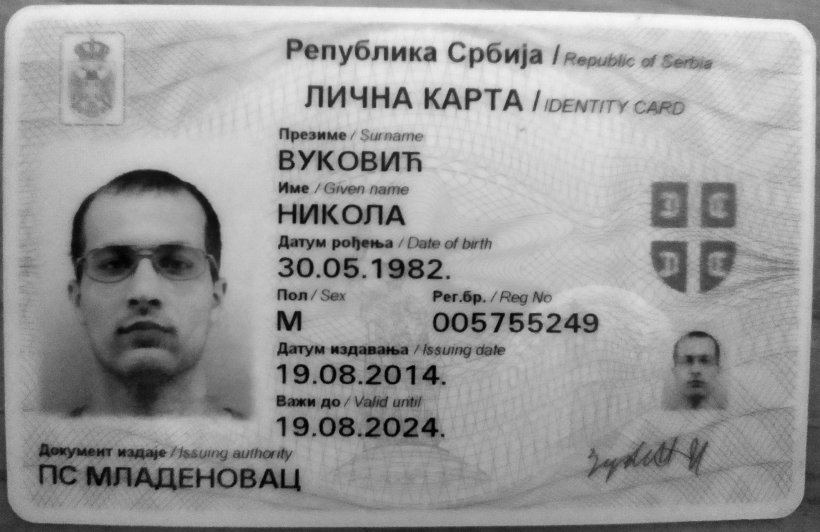 Република Србија / Republic of Serbia
ЛИЧНА КАРТА / IDENTITY CARD
Презиме / Surname
ВУКОВИЋ
Име / Given name
НИКОЛА
Датум рођења / Date of birth
30.05.1982.
Пол / Sex Рег.бр. / Reg No
М 005755249
Датум издавања / Issuing date
19.08.2014.
Важи до / Valid until
19.08.2024.
Документ издаје / Issuing authority
ПС МЛАДЕНОВАЦ